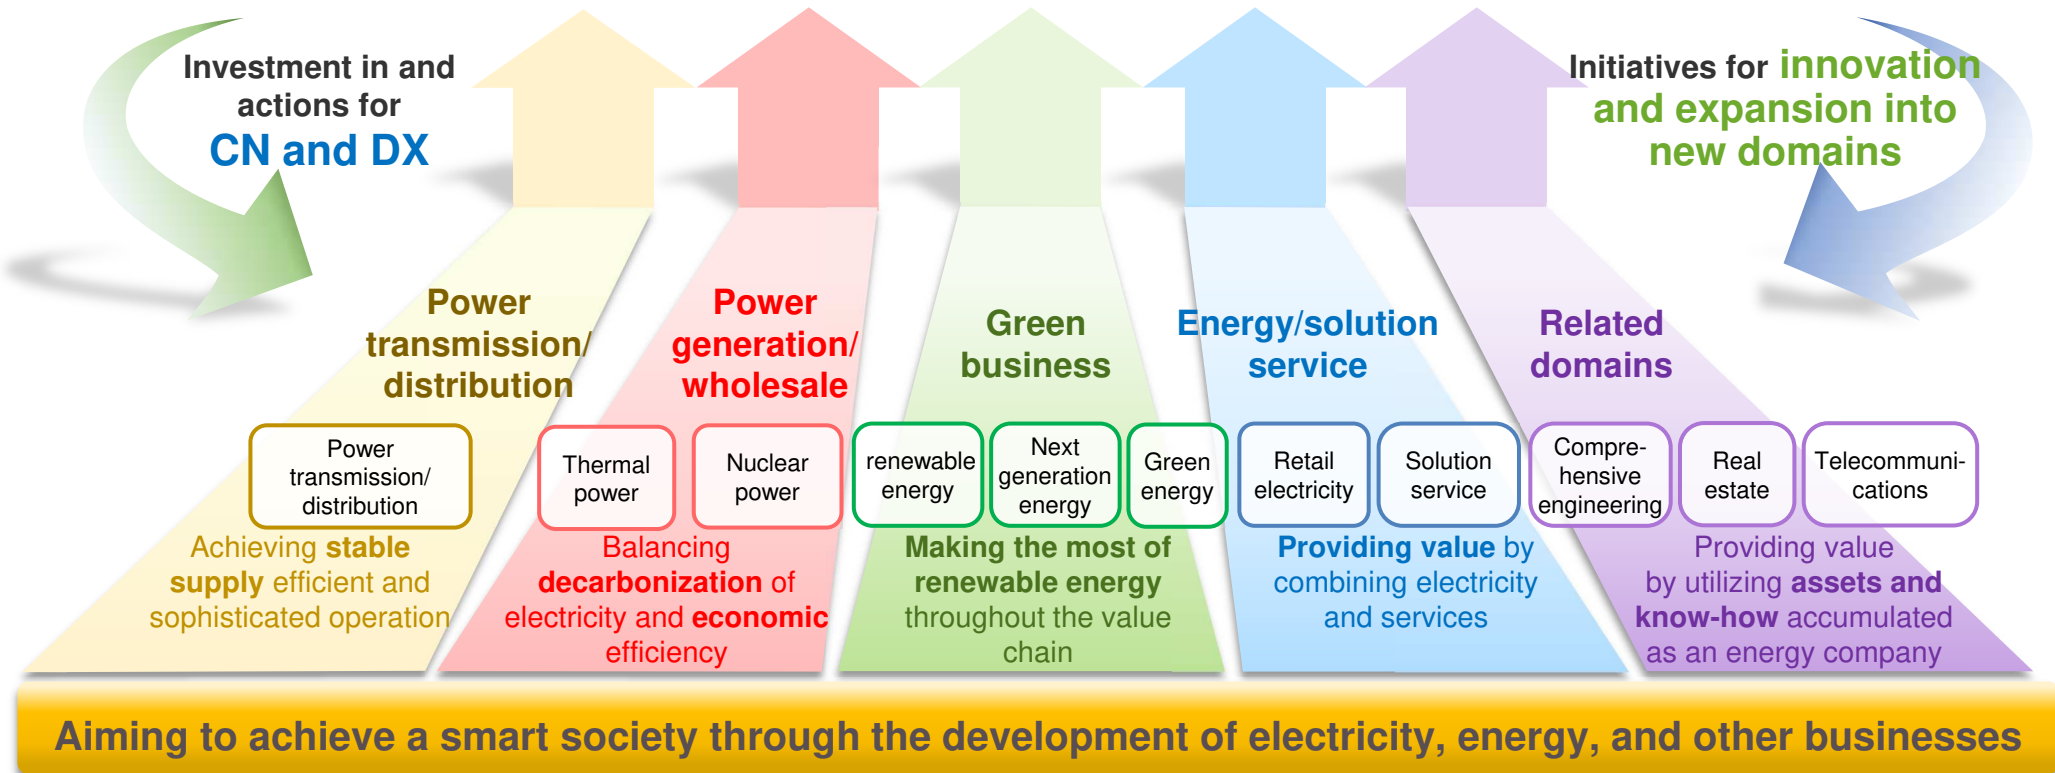 Investment in and
actions for
CN and DX
Initiatives for innovation
and expansion into
new domains
Power
transmission/
distribution
Power
generation/
wholesale
Green
business
Energy/solution
service
Related
domains
Power
transmission/
distribution
Thermal
power
Nuclear
power
renewable
energy
Next
generation
energy
Green
energy
Retail
electricity
Solution
service
Compre-
hensive
engineering
Real
estate
Telecommuni-
cations
Achieving stable
supply efficient and
sophisticated operation
Balancing
decarbonization of
electricity and economic
efficiency
Making the most of
renewable energy
throughout the value
chain
Providing value by
combining electricity
and services
Providing value
by utilizing assets and
know-how accumulated
as an energy company
Aiming to achieve a smart society through the development of electricity, energy, and other businesses